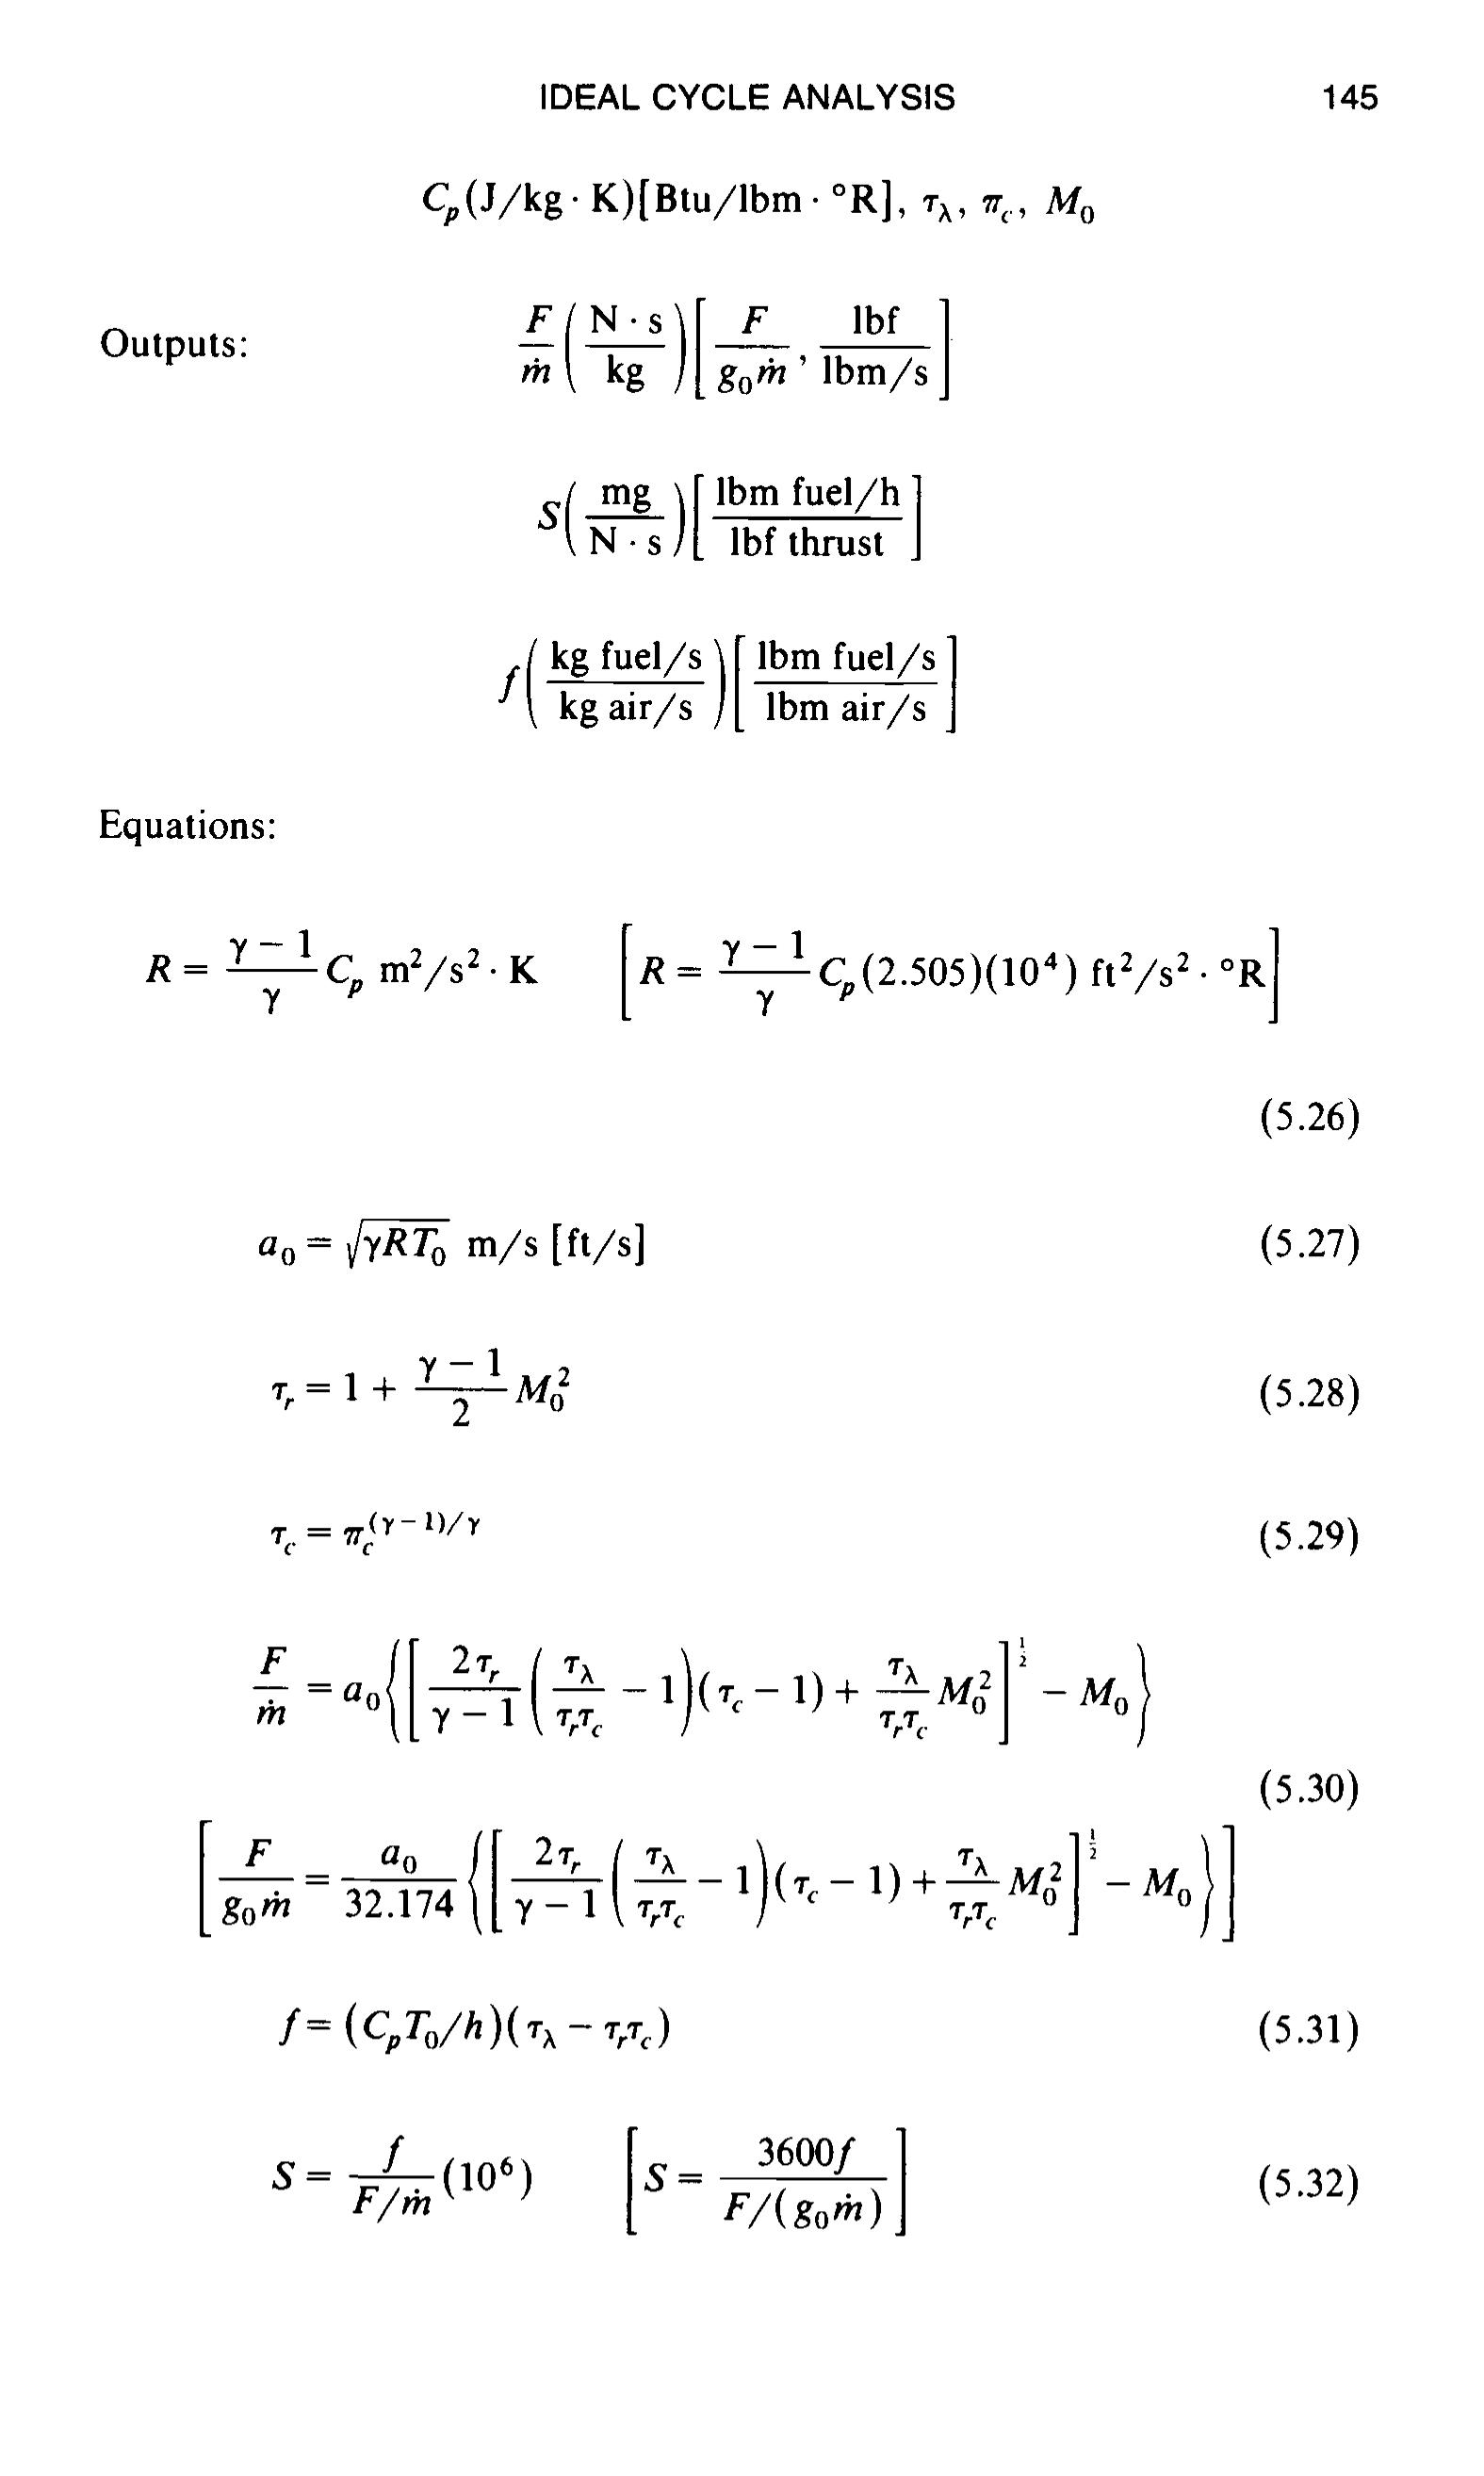 IDEAL CYCLE ANALYSIS 145
C_p(J/kg · K)[Btu/lbm · °R], τ_λ, π_c, M_0
Outputs: F/ṁ (N · s/kg) [F/(g_0ṁ), lbf/(lbm/s)]
S(mg/(N · s)) [(lbm fuel/h)/(lbf thrust)]
f((kg fuel/s)/(kg air/s)) [(lbm fuel/s)/(lbm air/s)]
Equations:
R = ((γ − 1)/γ) C_p m²/s² · K [R = ((γ − 1)/γ) C_p(2.505)(10⁴) ft²/s² · °R]
(5.26)
a_0 = √(γRT_0) m/s [ft/s] (5.27)
τ_r = 1 + ((γ − 1)/2) M_0² (5.28)
τ_c = π_c^{(γ − 1)/γ} (5.29)
F/ṁ = a_0{[(2τ_r/(γ − 1))(τ_λ/(τ_rτ_c) − 1)(τ_c − 1) + (τ_λ/(τ_rτ_c)) M_0²]^{1/2} − M_0}
(5.30)
[F/(g_0ṁ) = (a_0/32.174){[(2τ_r/(γ − 1))(τ_λ/(τ_rτ_c) − 1)(τ_c − 1) + (τ_λ/(τ_rτ_c)) M_0²]^{1/2} − M_0}]
f = (C_pT_0/h)(τ_λ − τ_rτ_c) (5.31)
S = (f/(F/ṁ))(10⁶) [S = 3600f/(F/(g_0ṁ))] (5.32)